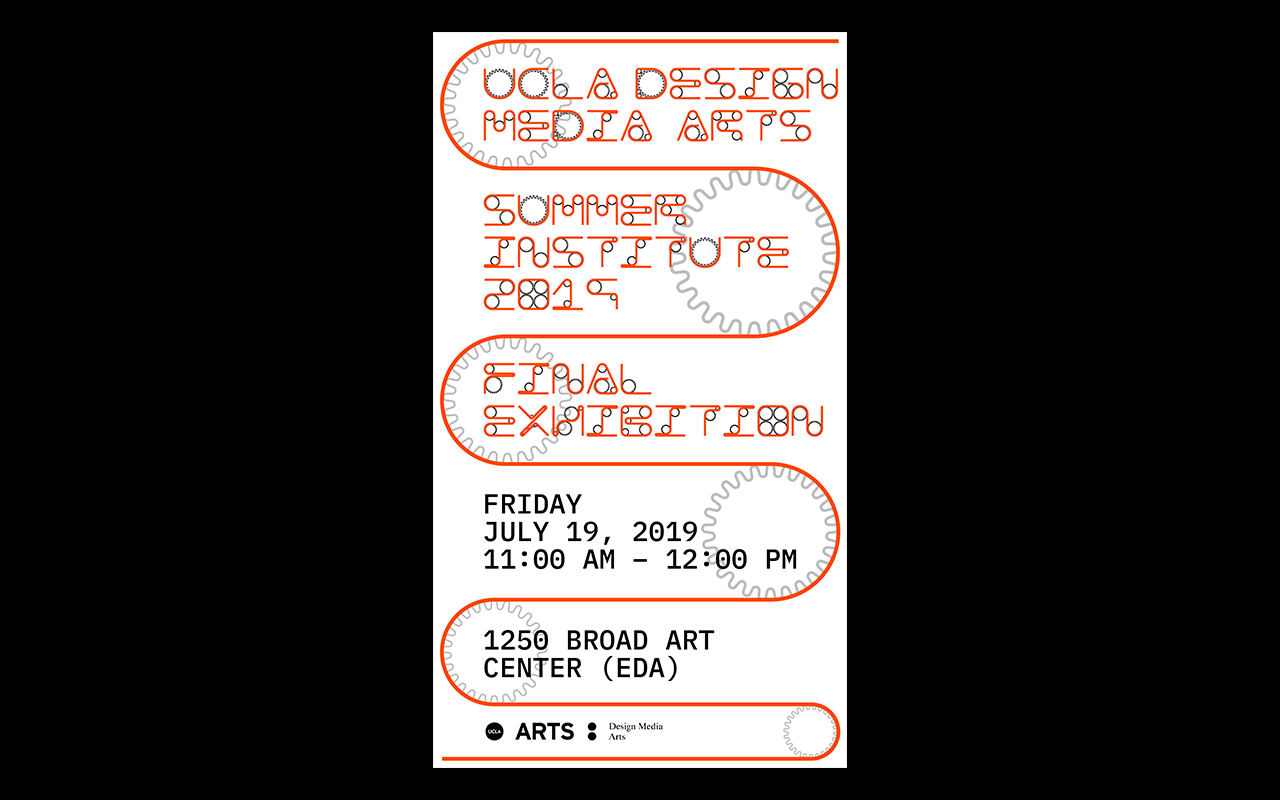 UCLA DESIGN
MEDIA ARTS
SUMMER
INSTITUTE
2019
FINAL
EXHIBITION
FRIDAY
JULY 19, 2019
11:00 AM – 12:00 PM
1250 BROAD ART
CENTER (EDA)
UCLA ARTS Design Media
Arts